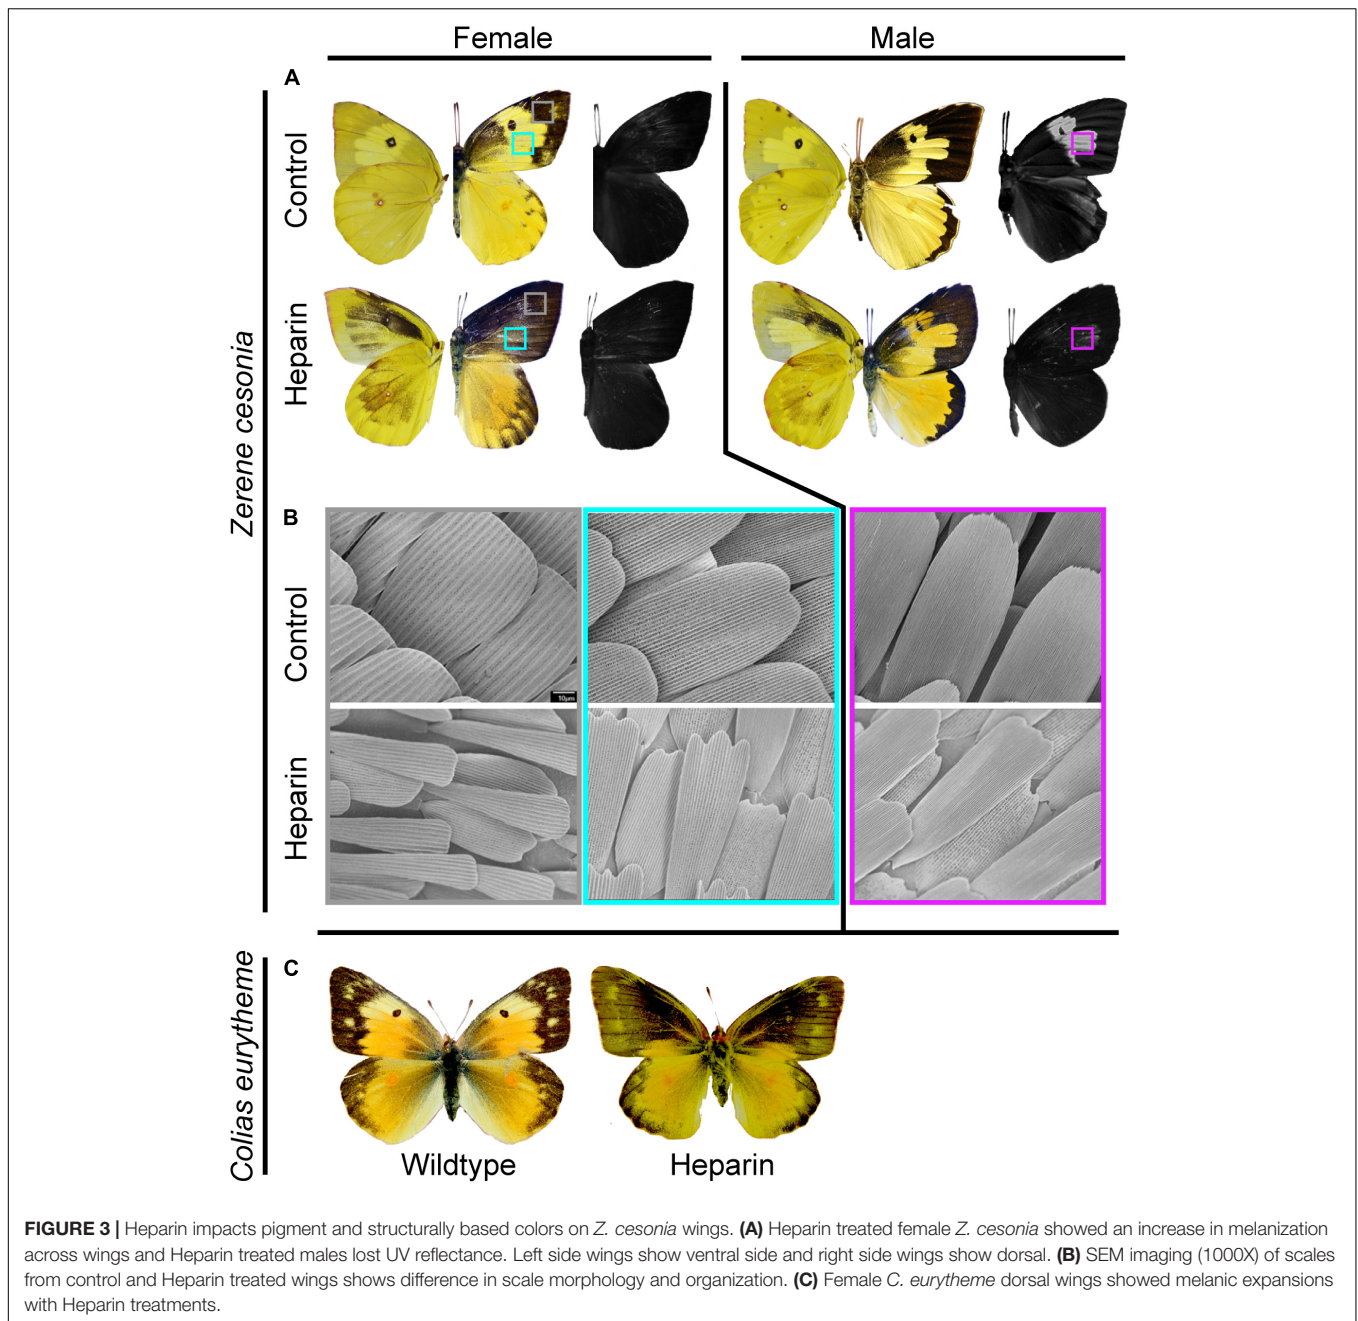 Female
Male
A
Control
Heparin
Zerene cesonia
B
Control
10µm
Heparin
C
Colias eurytheme
Wildtype
Heparin
FIGURE 3 | Heparin impacts pigment and structurally based colors on Z. cesonia wings. (A) Heparin treated female Z. cesonia showed an increase in melanization
across wings and Heparin treated males lost UV reflectance. Left side wings show ventral side and right side wings show dorsal. (B) SEM imaging (1000X) of scales
from control and Heparin treated wings shows difference in scale morphology and organization. (C) Female C. eurytheme dorsal wings showed melanic expansions
with Heparin treatments.